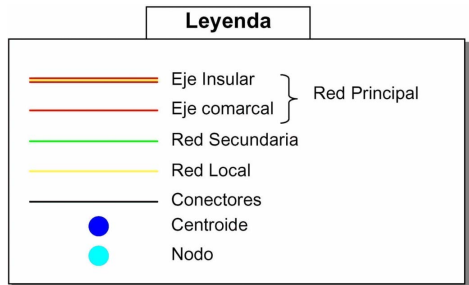 Leyenda
Eje Insular
Eje comarcal
Red Principal
Red Secundaria
Red Local
Conectores
Centroide
Nodo